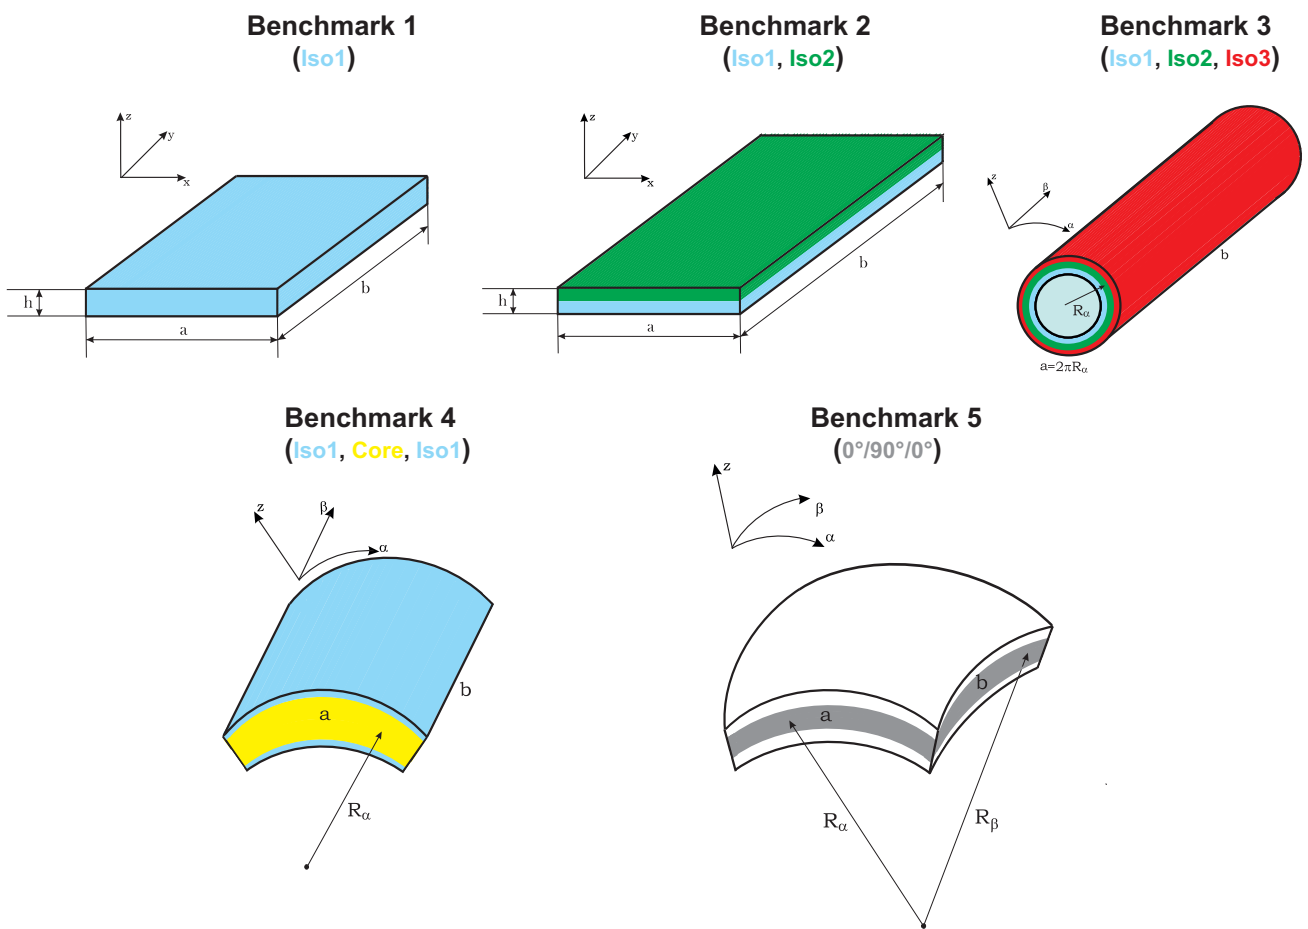 Benchmark 1
(Iso1)
z
y
x
h
a
b
Benchmark 2
(Iso1, Iso2)
z
y
x
h
a
b
Benchmark 3
(Iso1, Iso2, Iso3)
z
β
α
b
Rα
a=2πRα
Benchmark 4
(Iso1, Core, Iso1)
z
β
α
a
b
Rα
Benchmark 5
(0°/90°/0°)
z
β
α
a
b
Rα
Rβ